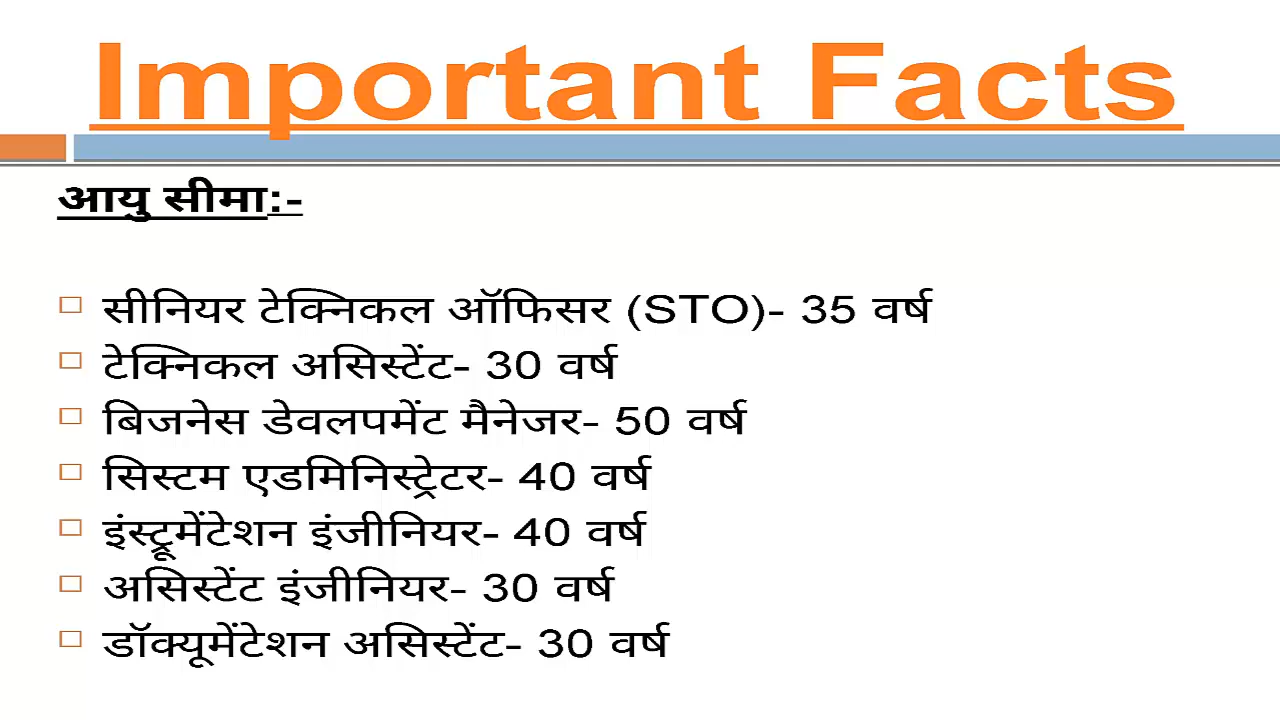 Important Facts
आयु सीमा:-
सीनियर टेक्निकल ऑफिसर (STO)- 35 वर्ष
टेक्निकल असिस्टेंट- 30 वर्ष
बिजनेस डेवलपमेंट मैनेजर- 50 वर्ष
सिस्टम एडमिनिस्ट्रेटर- 40 वर्ष
इंस्ट्रूमेंटेशन इंजीनियर- 40 वर्ष
असिस्टेंट इंजीनियर- 30 वर्ष
डॉक्यूमेंटेशन असिस्टेंट- 30 वर्ष